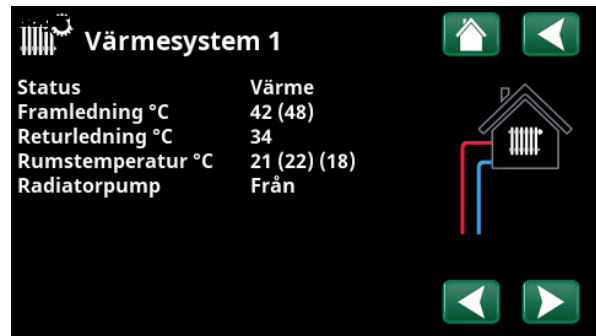 Värmesystem 1
Status Värme
Framledning °C 42 (48)
Returledning °C 34
Rumstemperatur °C 21 (22) (18)
Radiatorpump Från